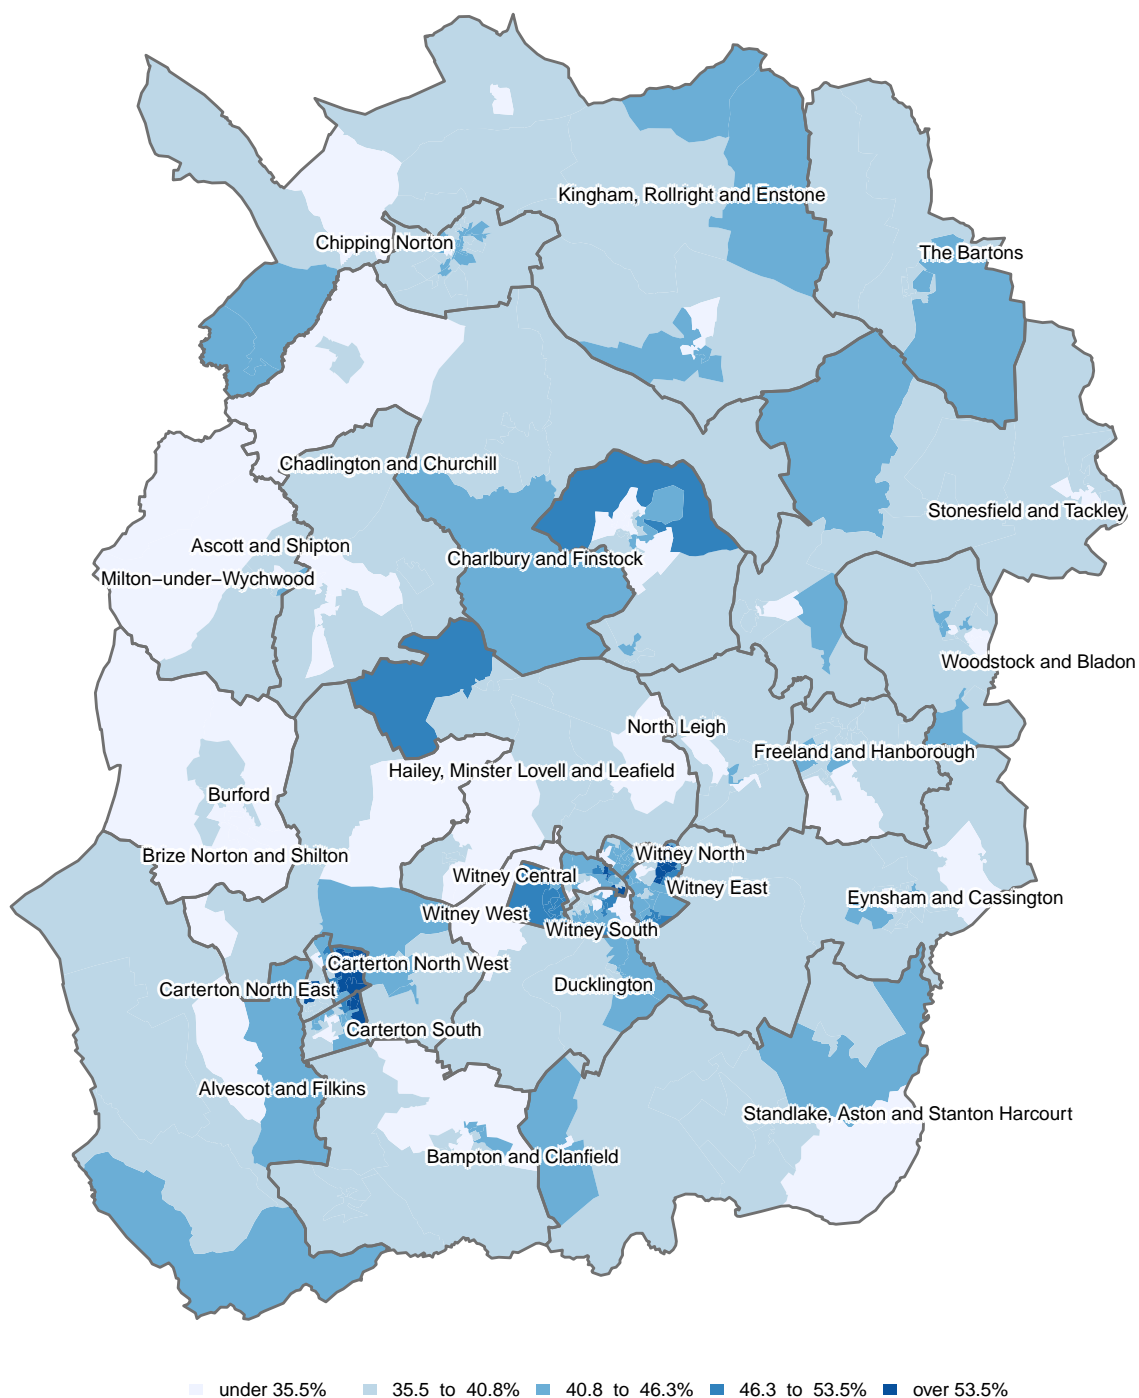 Kingham, Rollright and Enstone
Chipping Norton
The Bartons
Chadlington and Churchill
Stonesfield and Tackley
Ascott and Shipton
Charlbury and Finstock
Milton−under−Wychwood
Woodstock and Bladon
North Leigh
Freeland and Hanborough
Hailey, Minster Lovell and Leafield
Burford
Brize Norton and Shilton
Witney North
Witney Central
Witney East
Eynsham and Cassington
Witney West
Witney South
Carterton North West
Ducklington
Carterton North East
Carterton South
Alvescot and Filkins
Standlake, Aston and Stanton Harcourt
Bampton and Clanfield
under 35.5% 35.5 to 40.8% 40.8 to 46.3% 46.3 to 53.5% over 53.5%